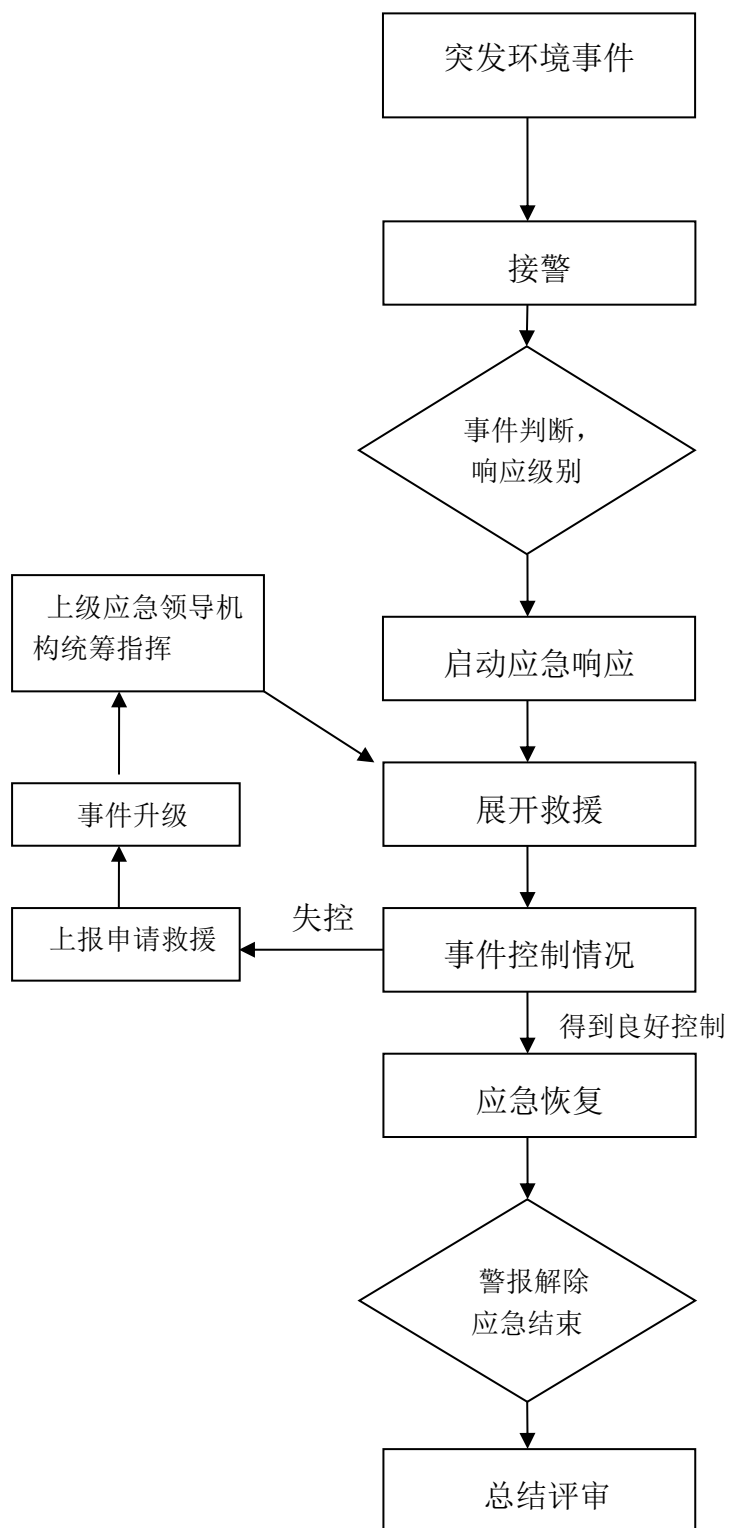 突发环境事件
接警
事件判断，
响应级别
上级应急领导机
构统筹指挥
启动应急响应
事件升级
展开救援
上报申请救援
失控
事件控制情况
得到良好控制
应急恢复
警报解除
应急结束
总结评审